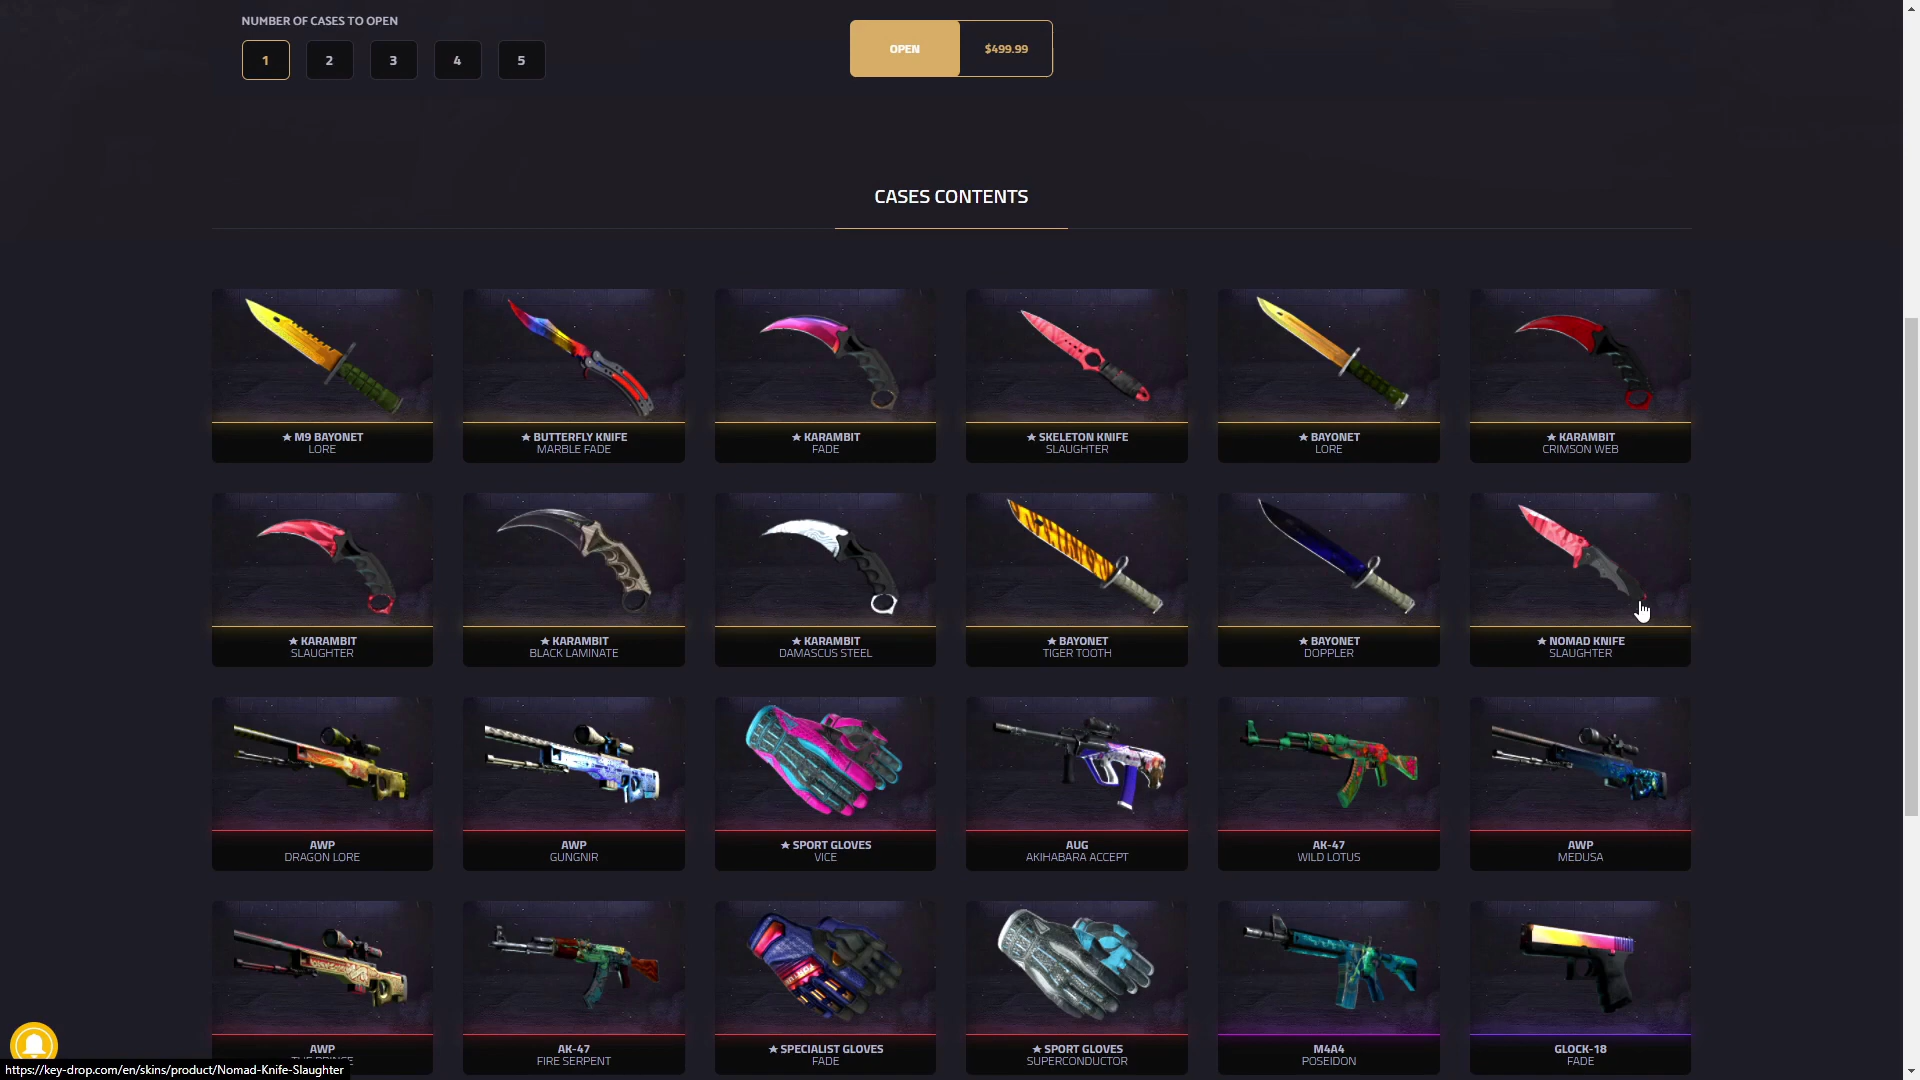 NUMBER OF CASES TO OPEN
1 2 3 4 5
OPEN $499.99
CASES CONTENTS
★ M9 BAYONET
LORE
★ BUTTERFLY KNIFE
MARBLE FADE
★ KARAMBIT
FADE
★ SKELETON KNIFE
SLAUGHTER
★ BAYONET
LORE
★ KARAMBIT
CRIMSON WEB
★ KARAMBIT
SLAUGHTER
★ KARAMBIT
BLACK LAMINATE
★ KARAMBIT
DAMASCUS STEEL
★ BAYONET
TIGER TOOTH
★ BAYONET
DOPPLER
★ NOMAD KNIFE
SLAUGHTER
AWP
DRAGON LORE
AWP
GUNGNIR
★ SPORT GLOVES
VICE
AUG
AKIHABARA ACCEPT
AK-47
WILD LOTUS
AWP
MEDUSA
AWP
THE PRINCE
AK-47
FIRE SERPENT
★ SPECIALIST GLOVES
FADE
★ SPORT GLOVES
SUPERCONDUCTOR
M4A4
POSEIDON
GLOCK-18
FADE
https://key-drop.com/en/skins/product/Nomad-Knife-Slaughter